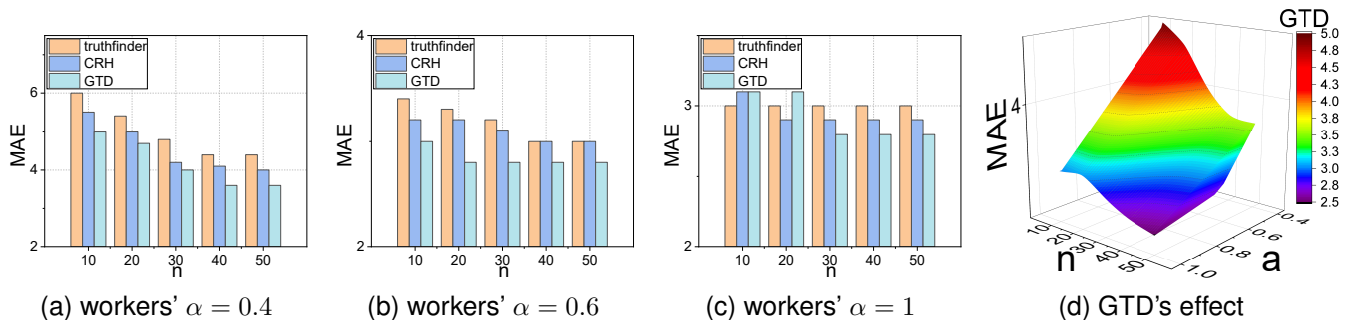 truthfinder
CRH
GTD
6
4
2
MAE
10 20 30 40 50
n
(a) workers' α = 0.4
truthfinder
CRH
GTD
4
2
MAE
10 20 30 40 50
n
(b) workers' α = 0.6
truthfinder
CRH
GTD
3
2
MAE
10 20 30 40 50
n
(c) workers' α = 1
GTD
5.0
4.8
4.5
4.3
4.0
3.8
3.5
3.3
3.0
2.8
2.5
4
MAE
10 20 30 40 50
n
0.4
0.6
0.8
1.0
a
(d) GTD's effect